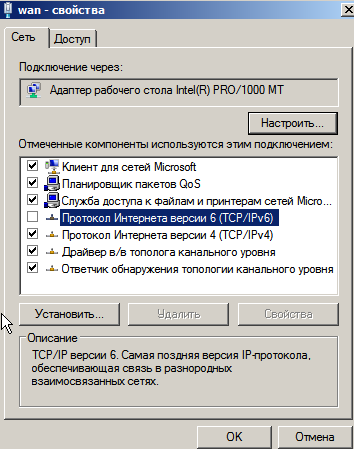 wan - свойства
Сеть
Доступ
Подключение через:
Адаптер рабочего стола Intel(R) PRO/1000 MT
Настроить...
Отмеченные компоненты используются этим подключением:
Клиент для сетей Microsoft
Планировщик пакетов QoS
Служба доступа к файлам и принтерам сетей Micro...
Протокол Интернета версии 6 (TCP/IPv6)
Протокол Интернета версии 4 (TCP/IPv4)
Драйвер в/в тополога канального уровня
Ответчик обнаружения топологии канального уровня
Установить...
Удалить
Свойства
Описание
TCP/IP версии 6. Самая поздняя версия IP-протокола,
обеспечивающая связь в разнородных
взаимосвязанных сетях.
OK
Отмена